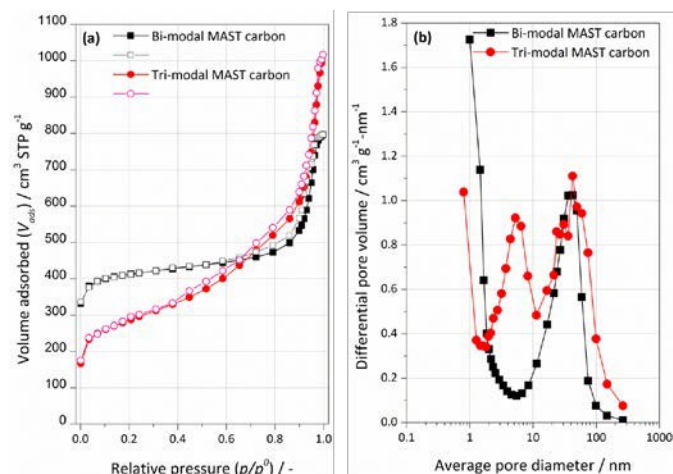 (a)
Bi-modal MAST carbon
Tri-modal MAST carbon
1100
1000
900
800
700
600
500
400
300
200
100
0
0.0 0.2 0.4 0.6 0.8 1.0
Volume adsorbed (V_ads) / cm³ STP g⁻¹
Relative pressure (p/p⁰) / -
(b)
Bi-modal MAST carbon
Tri-modal MAST carbon
1.8
1.6
1.4
1.2
1.0
0.8
0.6
0.4
0.2
0.0
0.1 1 10 100 1000
Differential pore volume / cm³ g⁻¹-nm⁻¹
Average pore diameter / nm